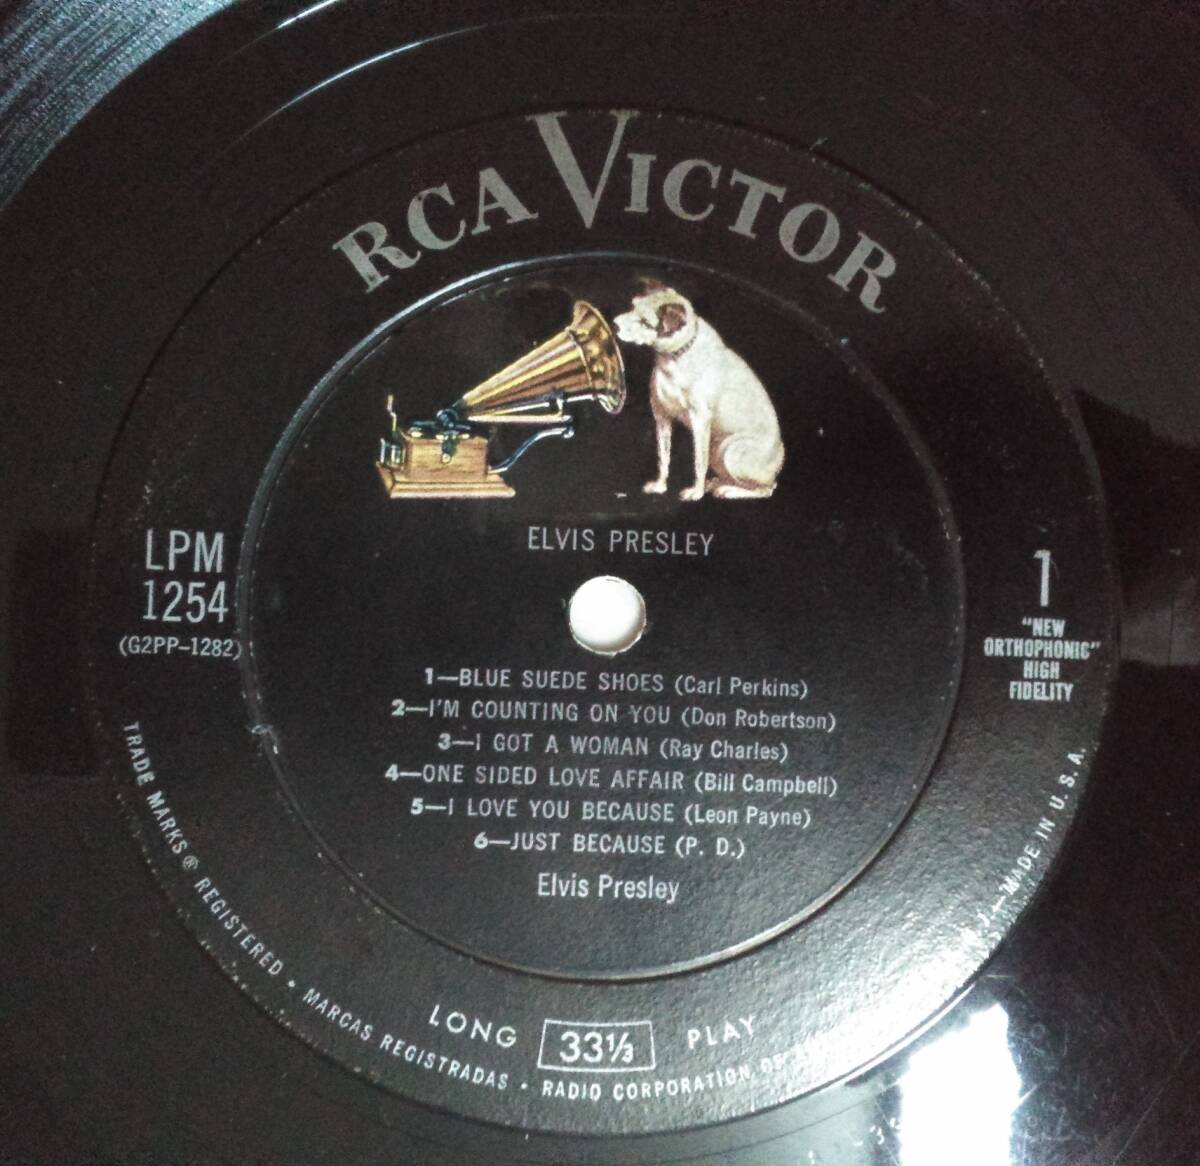 RCA VICTOR
ELVIS PRESLEY
LPM
1254
(G2PP-1282)
1
"NEW
ORTHOPHONIC"
HIGH
FIDELITY
1—BLUE SUEDE SHOES (Carl Perkins)
2—I'M COUNTING ON YOU (Don Robertson)
3—I GOT A WOMAN (Ray Charles)
4—ONE SIDED LOVE AFFAIR (Bill Campbell)
5—I LOVE YOU BECAUSE (Leon Payne)
6—JUST BECAUSE (P. D.)
Elvis Presley
LONG 33⅓ PLAY
TRADE MARKS ® REGISTERED • MARCAS REGISTRADAS • RADIO CORPORATION OF J.—MADE IN U. S. A.